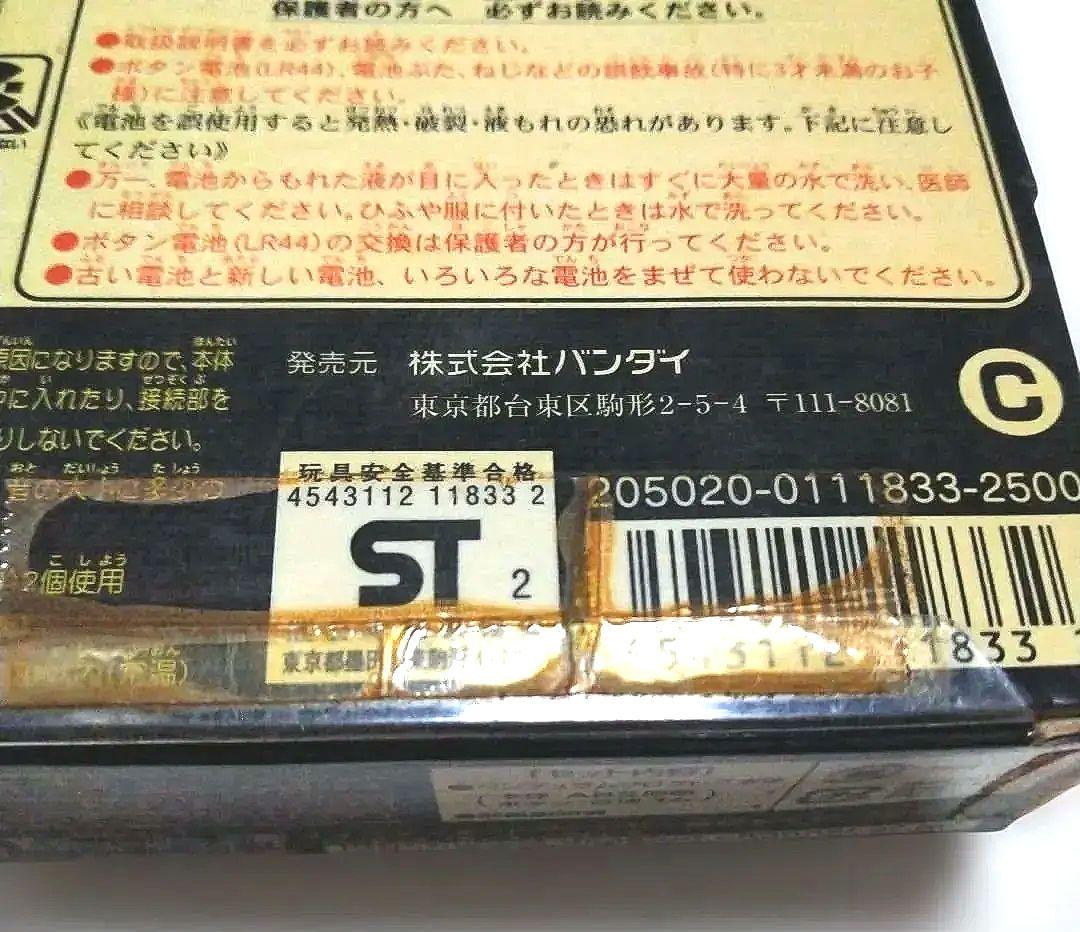 保護者の方へ 必ずお読みください。
●取扱説明書を必ずお読みください。
●ボタン電池(LR44)、電池ぶた、ねじなどの誤飲事故(特に3才未満のお子
様)に注意してください。
《電池を誤使用すると発熱・破裂・液もれの恐れがあります。下記に注意し
てください》
●万一、電池からもれた液が目に入ったときはすぐに大量の水で洗い、医師
に相談してください。ひふや服に付いたときは水で洗ってください。
●ボタン電池(LR44)の交換は保護者の方が行ってください。
●古い電池と新しい電池、いろいろな電池をまぜて使わないでください。
原因になりますので、本体
に入れたり、接続部を
りしないでください。
2個使用
発売元 株式会社バンダイ
東京都台東区駒形2-5-4 〒111-8081
C
玩具安全基準合格
4543112 11833 2
ST 2
東京都墨田
205020-0111833-2500
11833